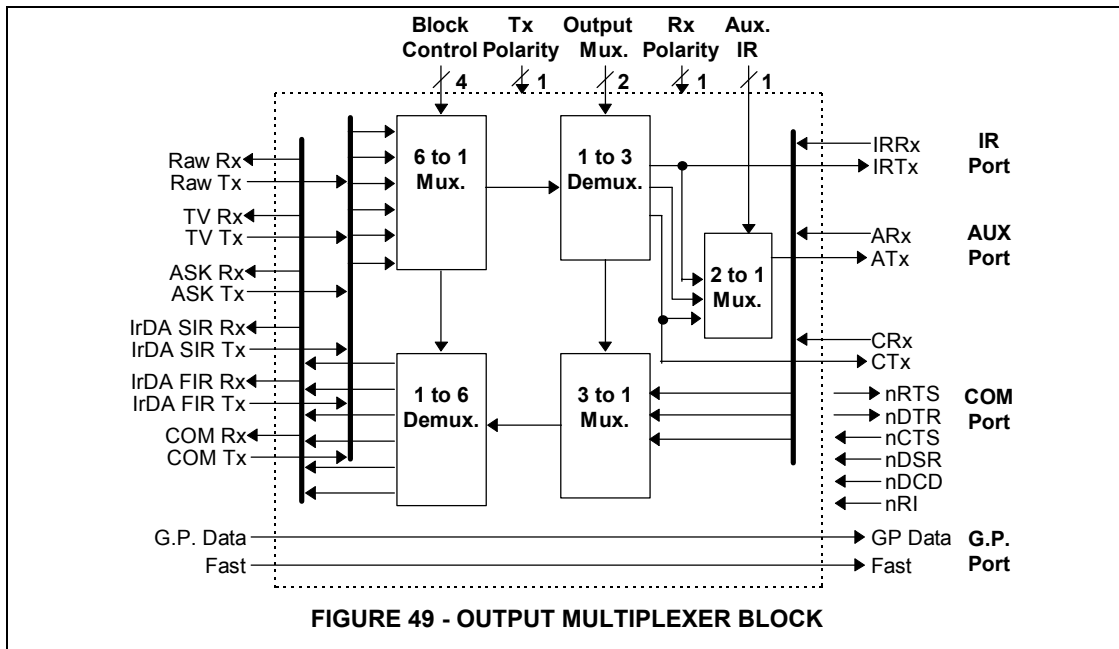 Block Control
Tx Polarity
Output Mux.
Rx Polarity
Aux. IR
4
1
2
1
1
6 to 1
Mux.
1 to 3
Demux.
2 to 1
Mux.
1 to 6
Demux.
3 to 1
Mux.
Raw Rx
Raw Tx
TV Rx
TV Tx
ASK Rx
ASK Tx
IrDA SIR Rx
IrDA SIR Tx
IrDA FIR Rx
IrDA FIR Tx
COM Rx
COM Tx
G.P. Data
Fast
IRRx
IRTx
IR
Port
ARx
ATx
AUX
Port
CRx
CTx
nRTS
nDTR
nCTS
nDSR
nDCD
nRI
COM
Port
GP Data
Fast
G.P.
Port
FIGURE 49 - OUTPUT MULTIPLEXER BLOCK